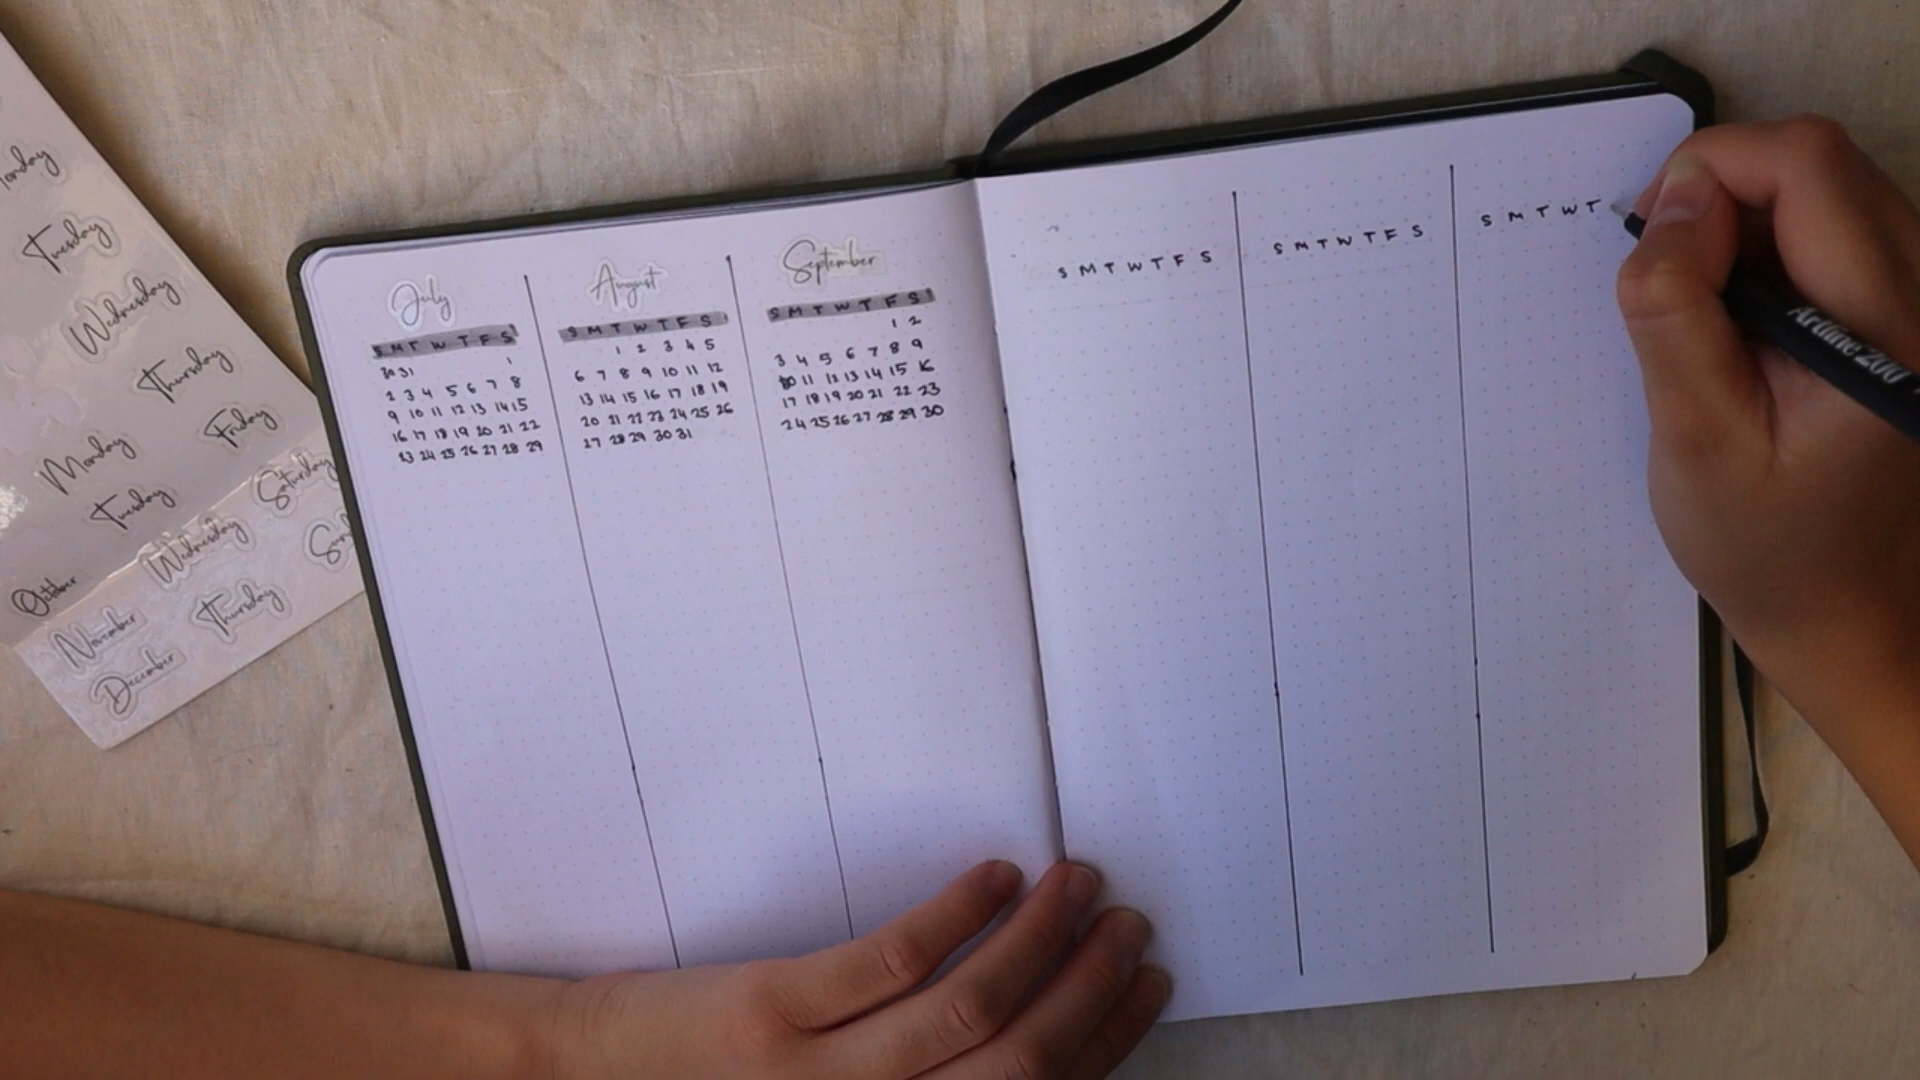 Monday
Tuesday
Wednesday
Thursday
Friday
Saturday
Monday
Tuesday
Wednesday
Thursday
October
November
December
July
S M T W T F S
1
30 31
2 3 4 5 6 7 8
9 10 11 12 13 14 15
16 17 18 19 20 21 22
23 24 25 26 27 28 29
August
S M T W T F S
1 2 3 4 5
6 7 8 9 10 11 12
13 14 15 16 17 18 19
20 21 22 23 24 25 26
27 28 29 30 31
September
S M T W T F S
1 2
3 4 5 6 7 8 9
10 11 12 13 14 15 16
17 18 19 20 21 22 23
24 25 26 27 28 29 30
S M T W T F S
S M T W T F S
S M T W T
Artline 200